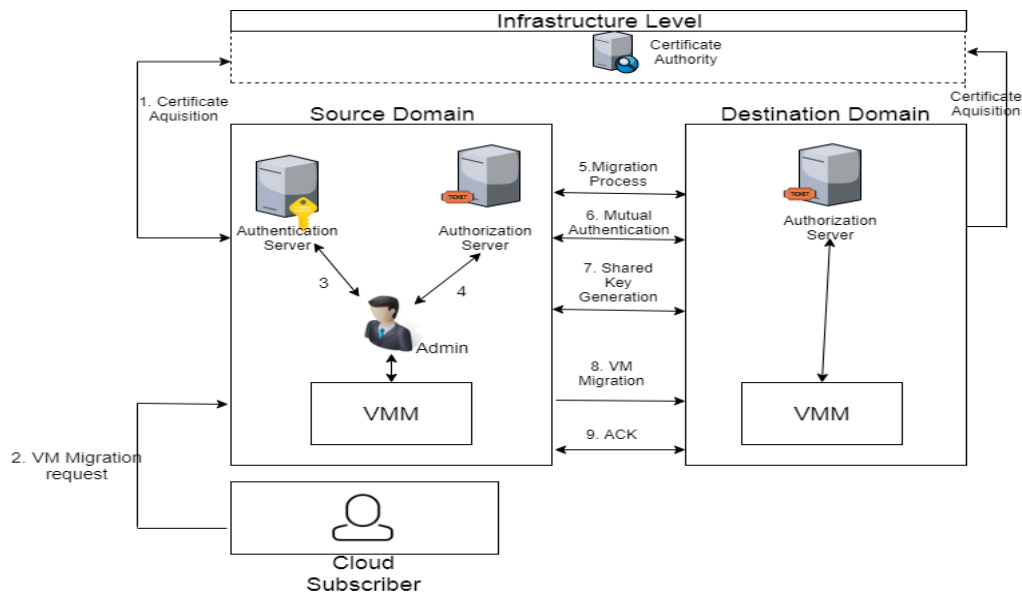 Infrastructure Level
Certificate
Authority
1. Certificate
Aquisition
Certificate
Aquisition
Source Domain
Destination Domain
TICKET
TICKET
Authentication
Server
Authorization
Server
Authorization
Server
5.Migration
Process
6. Mutual
Authentication
7. Shared
Key
Generation
3
4
Admin
VMM
VMM
8. VM
Migration
9. ACK
2. VM Migration
request
Cloud
Subscriber